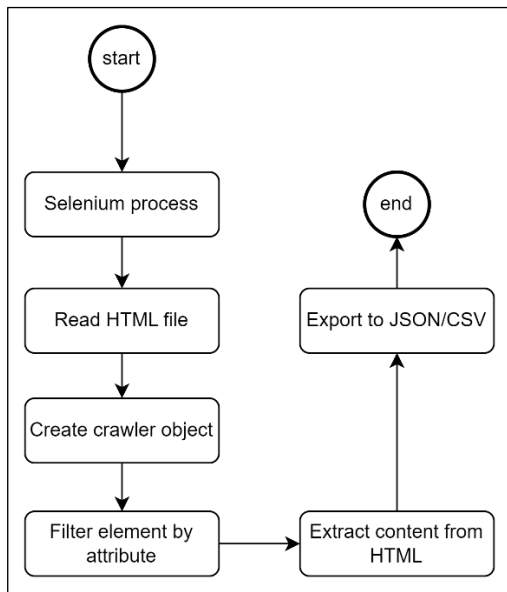 start
Selenium process
Read HTML file
Create crawler object
Filter element by
attribute
Extract content from
HTML
Export to JSON/CSV
end